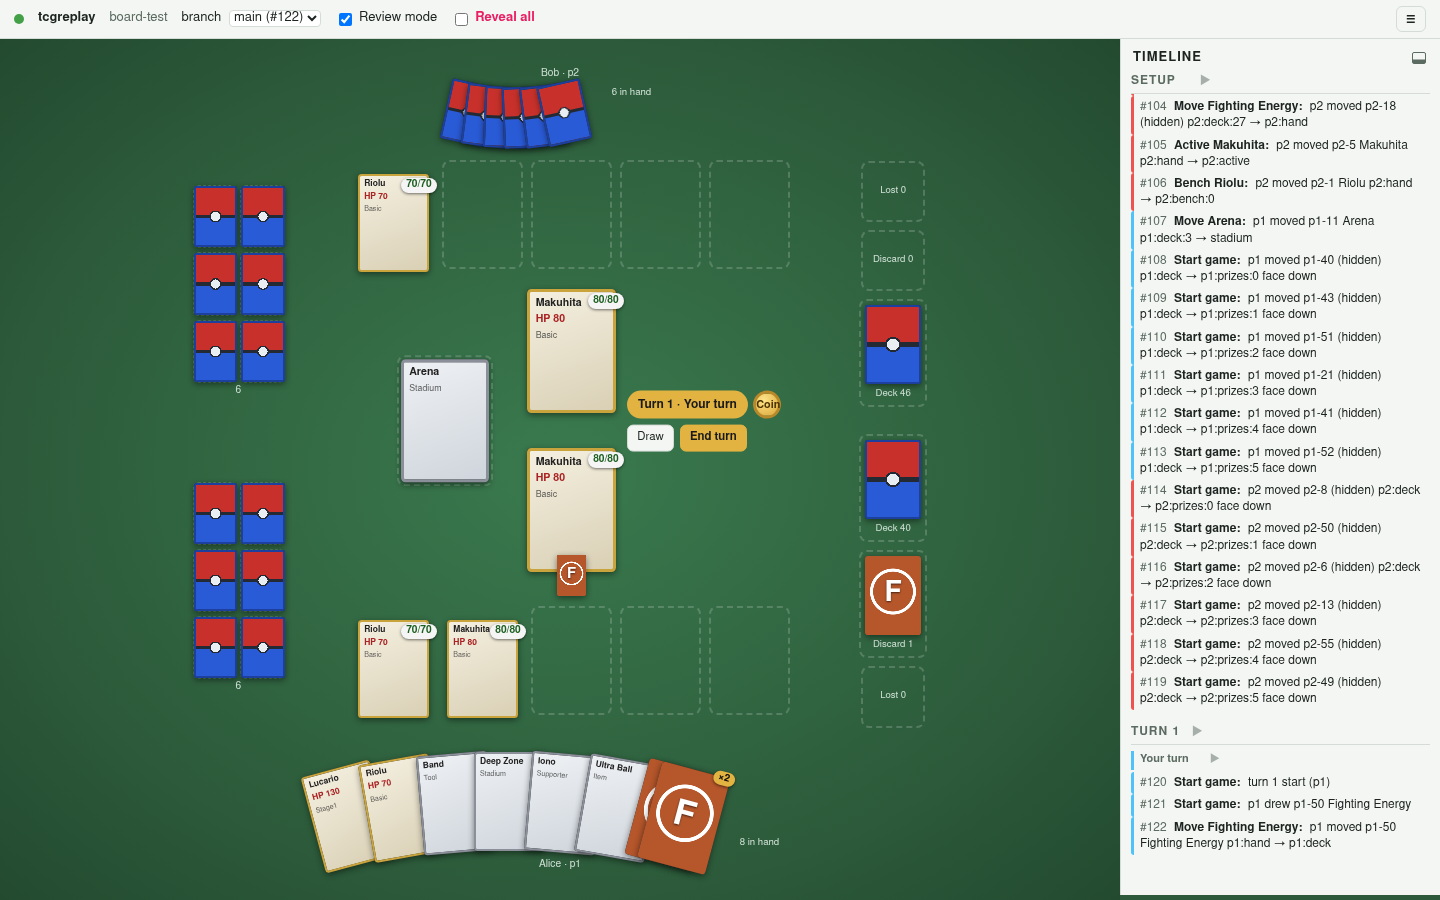 tcgreplay board-test branch main (#122) Review mode Reveal all
☰
Bob · p2
6 in hand
Riolu 70/70
HP 70
Basic
Lost 0
Discard 0
Makuhita 80/80
HP 80
Basic
6
Arena
Stadium
Deck 46
Turn 1 · Your turn Coin
Draw End turn
Makuhita 80/80
HP 80
Basic
F
Deck 40
F
Discard 1
6
Riolu 70/70
HP 70
Basic
Makuhita 80/80
HP 80
Basic
Lost 0
Lucario
HP 130
Stage1
Riolu
HP 70
Basic
Band
Tool
Deep Zone
Stadium
Iono
Supporter
Ultra Ball
Item
F
×2
8 in hand
Alice · p1
TIMELINE
SETUP
#104 Move Fighting Energy: p2 moved p2-18
(hidden) p2:deck:27 → p2:hand
#105 Active Makuhita: p2 moved p2-5 Makuhita
p2:hand → p2:active
#106 Bench Riolu: p2 moved p2-1 Riolu p2:hand
→ p2:bench:0
#107 Move Arena: p1 moved p1-11 Arena
p1:deck:3 → stadium
#108 Start game: p1 moved p1-40 (hidden)
p1:deck → p1:prizes:0 face down
#109 Start game: p1 moved p1-43 (hidden)
p1:deck → p1:prizes:1 face down
#110 Start game: p1 moved p1-51 (hidden)
p1:deck → p1:prizes:2 face down
#111 Start game: p1 moved p1-21 (hidden)
p1:deck → p1:prizes:3 face down
#112 Start game: p1 moved p1-41 (hidden)
p1:deck → p1:prizes:4 face down
#113 Start game: p1 moved p1-52 (hidden)
p1:deck → p1:prizes:5 face down
#114 Start game: p2 moved p2-8 (hidden) p2:deck
→ p2:prizes:0 face down
#115 Start game: p2 moved p2-50 (hidden)
p2:deck → p2:prizes:1 face down
#116 Start game: p2 moved p2-6 (hidden) p2:deck
→ p2:prizes:2 face down
#117 Start game: p2 moved p2-13 (hidden)
p2:deck → p2:prizes:3 face down
#118 Start game: p2 moved p2-55 (hidden)
p2:deck → p2:prizes:4 face down
#119 Start game: p2 moved p2-49 (hidden)
p2:deck → p2:prizes:5 face down
TURN 1
Your turn
#120 Start game: turn 1 start (p1)
#121 Start game: p1 drew p1-50 Fighting Energy
#122 Move Fighting Energy: p1 moved p1-50
Fighting Energy p1:hand → p1:deck